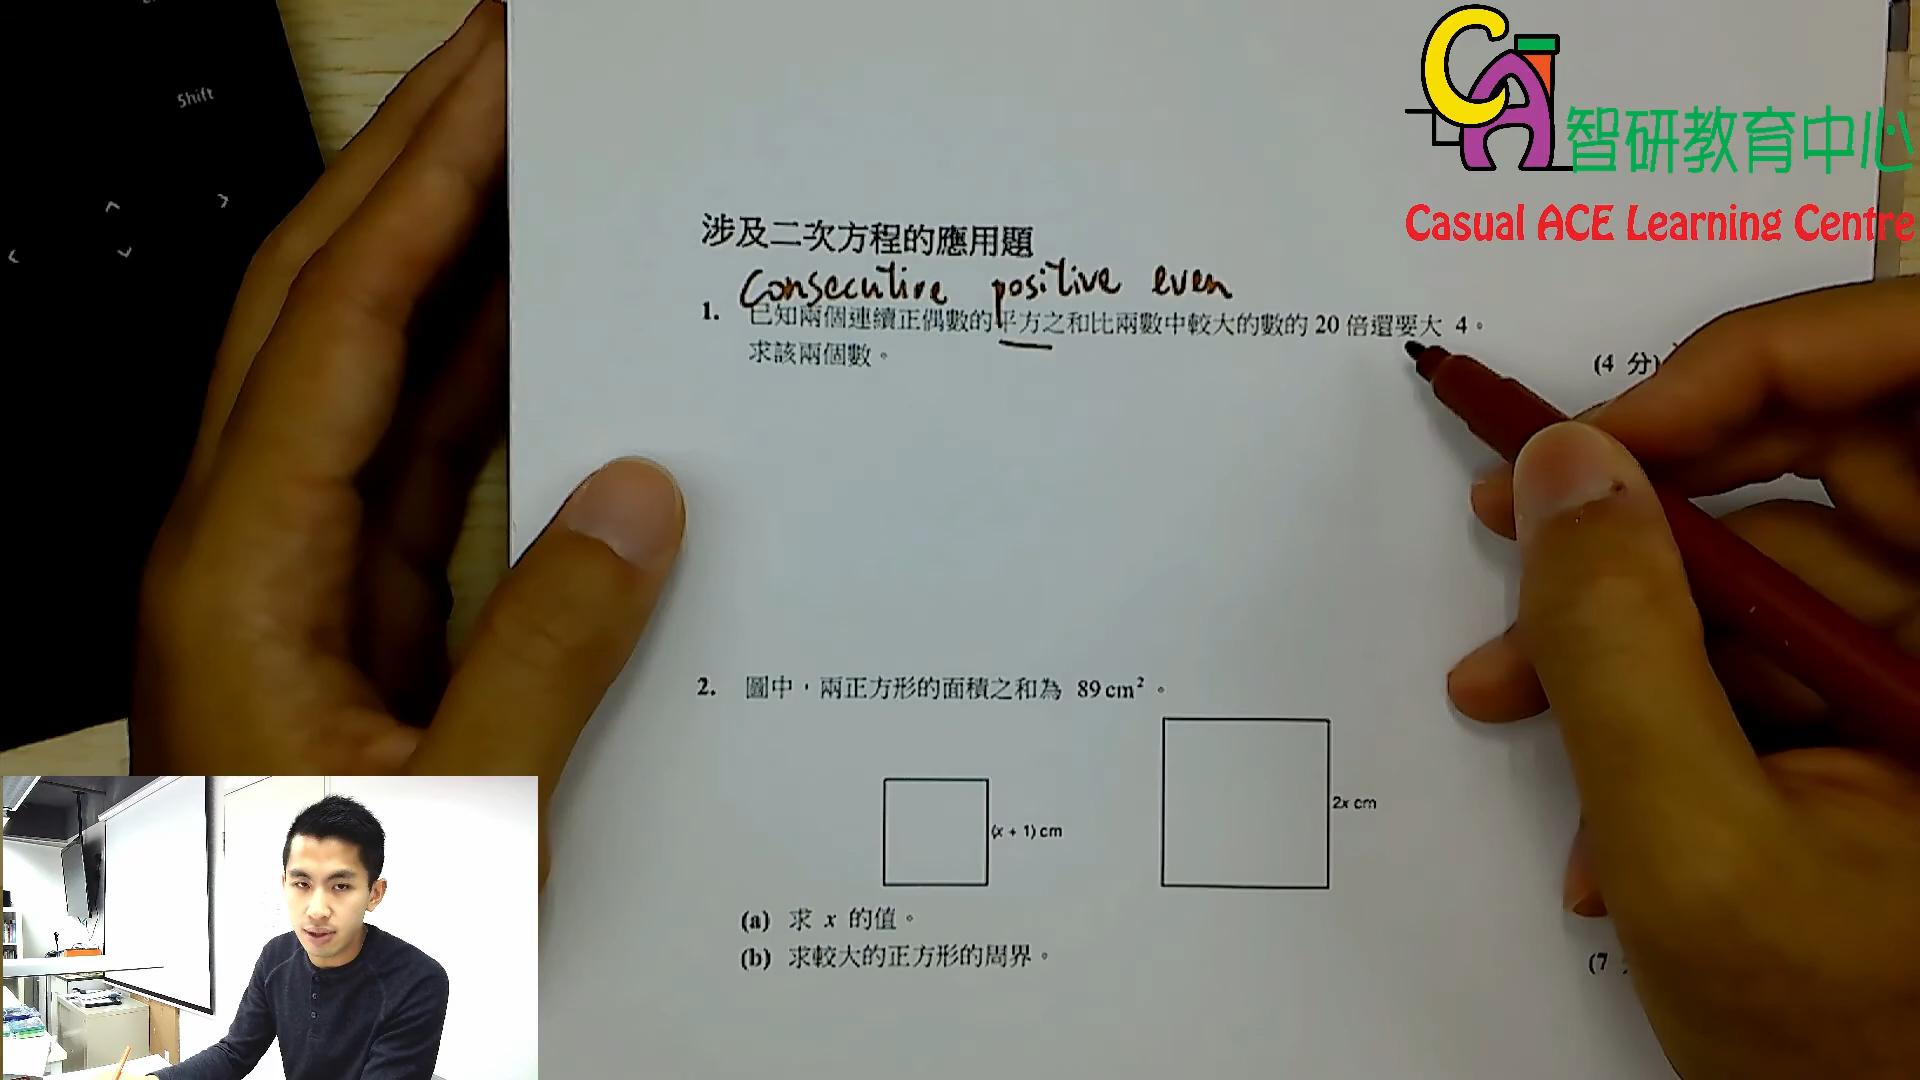 Shift
智研教育中心
Casual ACE Learning Centre
涉及二次方程的應用題
Consecutive positive even
1. 已知兩個連續正偶數的平方之和比兩數中較大的數的 20 倍還要大 4。
求該兩個數。
(4 分)
2. 圖中，兩正方形的面積之和為 89 cm²。
2x cm
(x + 1) cm
(a) 求 x 的值。
(b) 求較大的正方形的周界。
(7